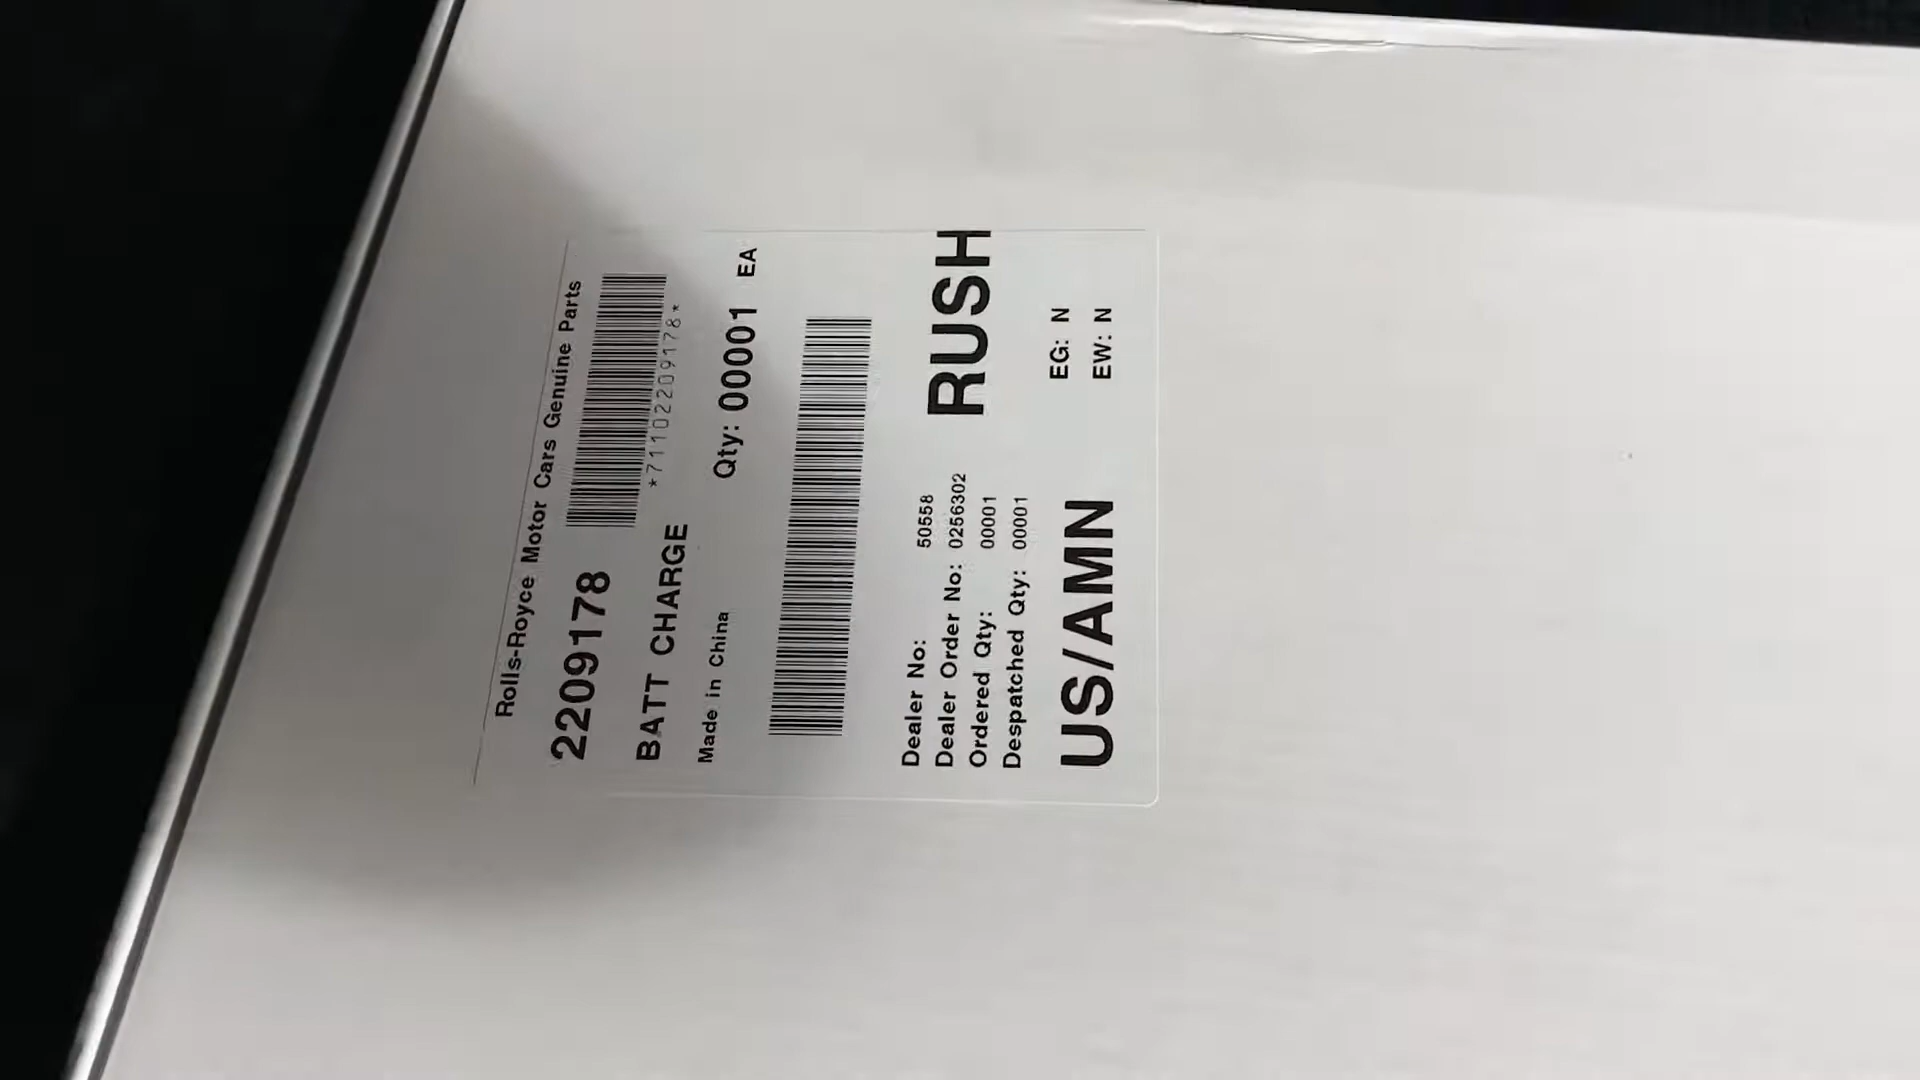 Rolls-Royce Motor Cars Genuine Parts
2209178
*71102209178*
BATT CHARGE
Made in China
Qty: 00001 EA
Dealer No: 50558
Dealer Order No: 0256302
Ordered Qty: 00001
Despatched Qty: 00001
RUSH
US/AMN
EG: N
EW: N